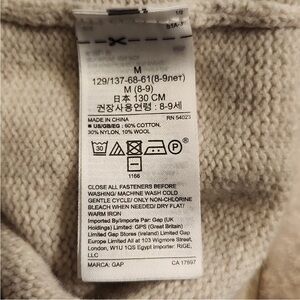 M
129/137-68-61(8-9лет)
M (8-9)
日本 130 CM
권장사용연령 : 8-9세
MADE IN CHINA RN 54023
■ US/GB/EG : 60% COTTON,
30% NYLON, 10% WOOL
30 P
1166
CLOSE ALL FASTENERS BEFORE
WASHING/ MACHINE WASH COLD
GENTLE CYCLE/ ONLY NON-CHLORINE
BLEACH WHEN NEEDED/ DRY FLAT/
WARM IRON
Imported by/Importe Par: Gap (UK
Holdings) Limited: GPS (Great Britain)
Limited Gap Stores (Ireland) Limited Gap
Europe Limited All at 103 Wigmore Street,
London, W1U 1QS Egypt Importer: RIGE,
LLC
MARCA: GAP CA 17897